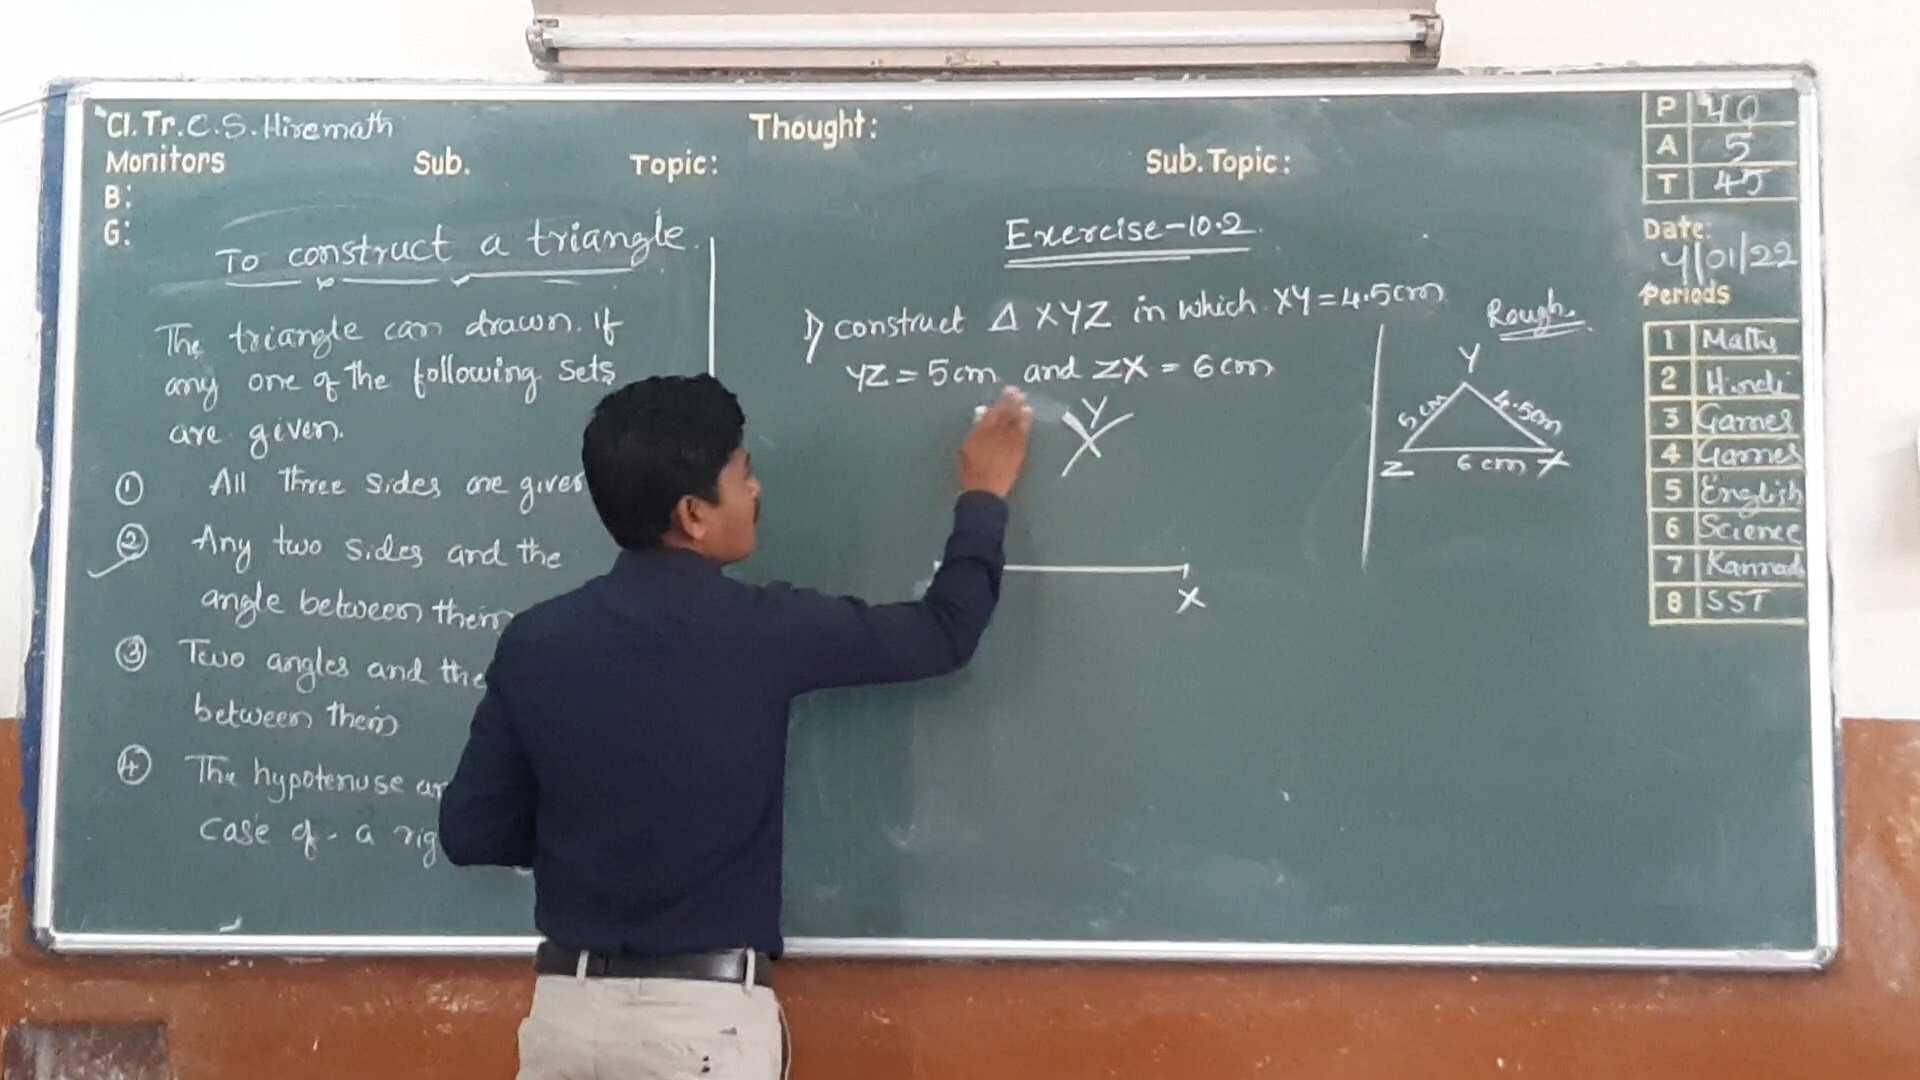 Cl.Tr. C.S. Hiremath
Thought:
Monitors
Sub.
Topic:
Sub.Topic:
B:
G:
To construct a triangle.
The triangle can drawn. If
any one of the following sets
are given.
① All three sides are given
② Any two sides and the
angle between them
③ Two angles and the
between them
④ The hypotenuse
case of a
Exercise-10.2
1) construct Δ XYZ in which XY=4.5cm
YZ = 5cm and ZX = 6cm
Y
X
Rough
Y
5cm
4.5cm
Z
6 cm
X
P 40
A 5
T 45
Date:
4/01/22
Periods
1 Maths
2 Hindi
3 Games
4 Games
5 English
6 Science
7 Kannad
8 SST